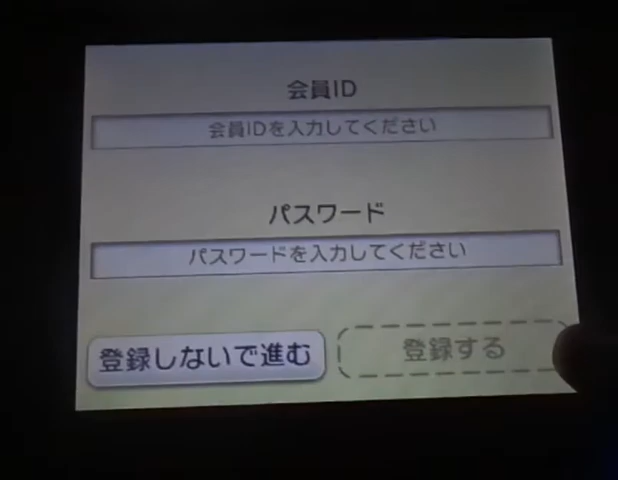 会員ID
会員IDを入力してください
パスワード
パスワードを入力してください
登録しないで進む
登録する